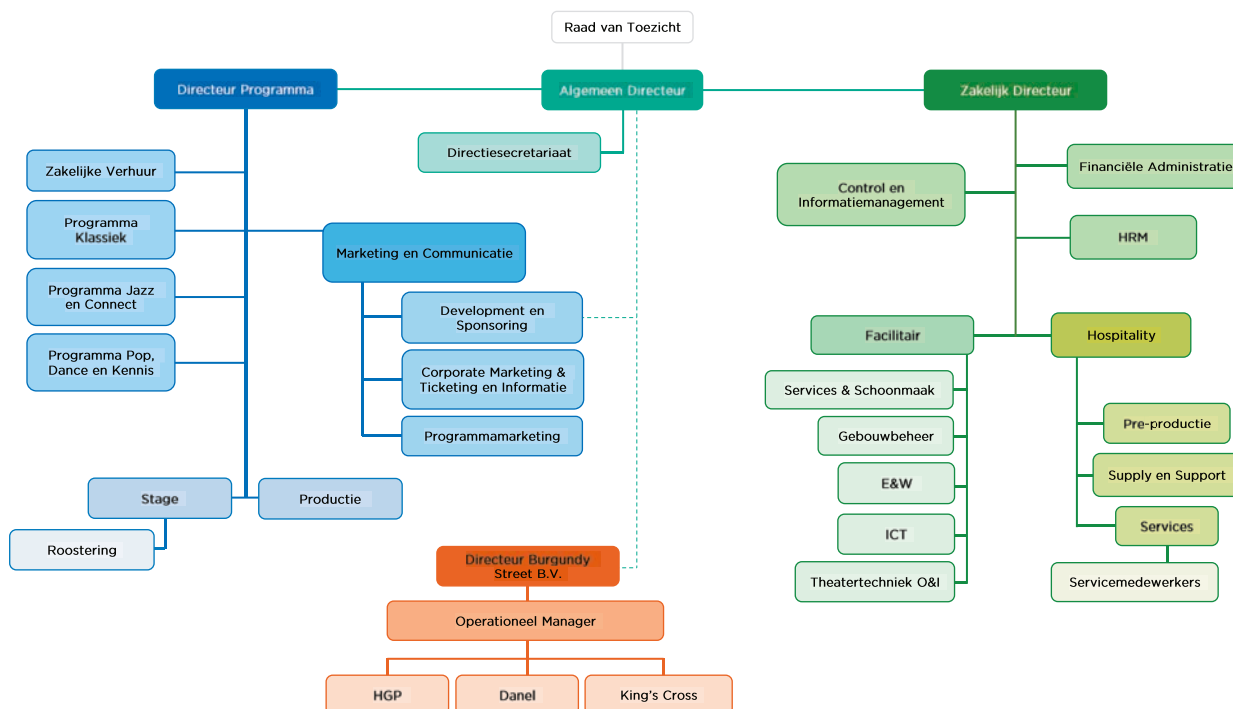 Raad van Toezicht
Directeur Programma
Algemeen Directeur
Zakelijk Directeur
Directiesecretariaat
Zakelijke Verhuur
Programma
Klassiek
Programma Jazz
en Connect
Programma Pop,
Dance en Kennis
Marketing en Communicatie
Development en
Sponsoring
Corporate Marketing &
Ticketing en Informatie
Programmamarketing
Stage
Productie
Roostering
Control en
Informatiemanagement
Financiële Administratie
HRM
Facilitair
Hospitality
Services & Schoonmaak
Gebouwbeheer
E&W
ICT
Theatertechniek O&I
Pre-productie
Supply en Support
Services
Servicemedewerkers
Directeur Burgundy
Street B.V.
Operationeel Manager
HGP
Danel
King's Cross